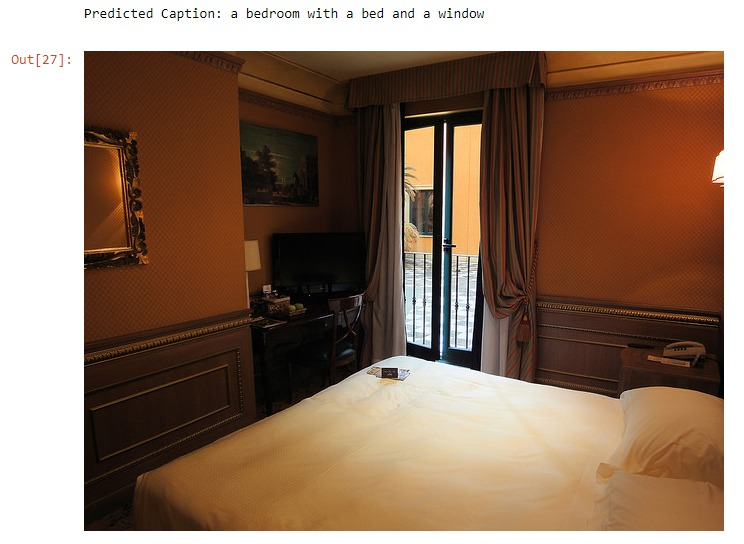 Predicted Caption: a bedroom with a bed and a window
Out[27]: